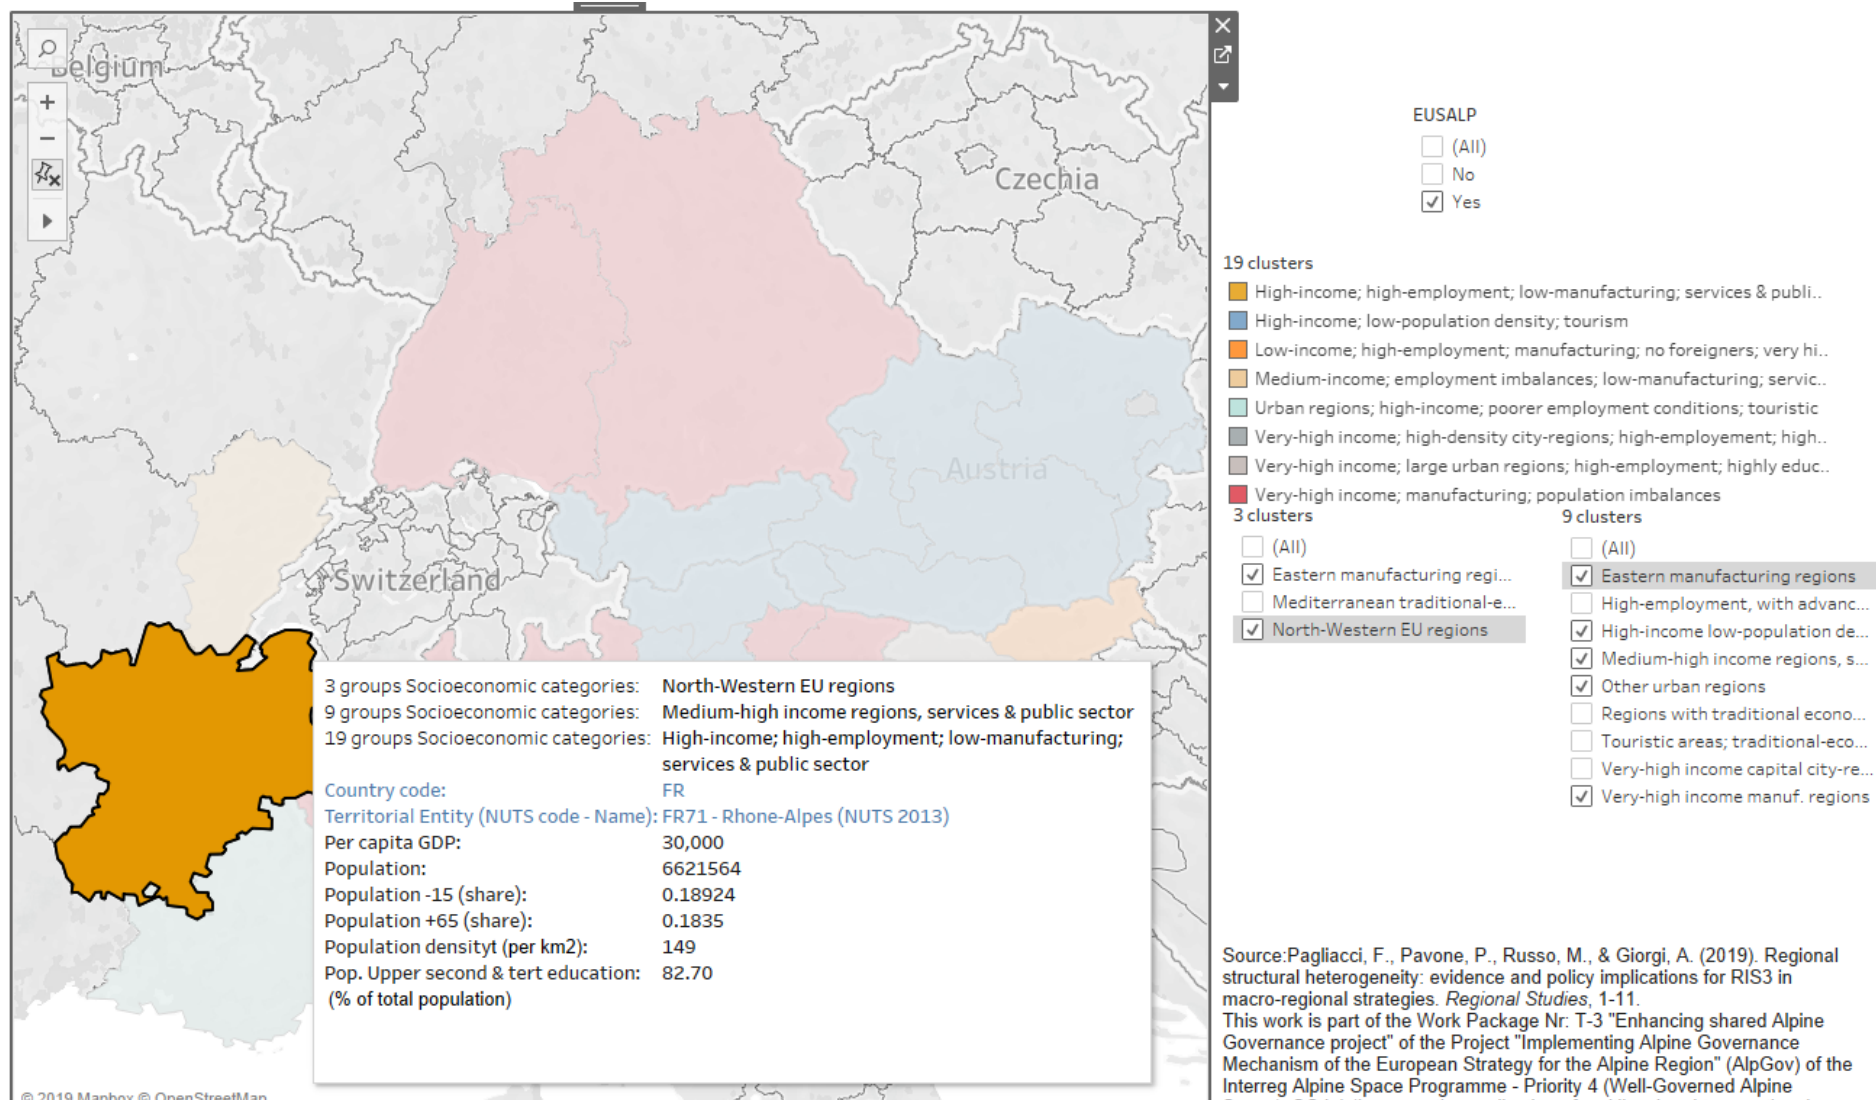 Belgium
Czechia
Austria
Switzerland
3 groups Socioeconomic categories: North-Western EU regions
9 groups Socioeconomic categories: Medium-high income regions, services & public sector
19 groups Socioeconomic categories: High-income; high-employment; low-manufacturing;
services & public sector
Country code: FR
Territorial Entity (NUTS code - Name): FR71 - Rhone-Alpes (NUTS 2013)
Per capita GDP: 30,000
Population: 6621564
Population -15 (share): 0.18924
Population +65 (share): 0.1835
Population densityt (per km2): 149
Pop. Upper second & tert education: 82.70
(% of total population)
© 2019 Mapbox © OpenStreetMap
EUSALP
(All)
No
Yes
19 clusters
High-income; high-employment; low-manufacturing; services & publi..
High-income; low-population density; tourism
Low-income; high-employment; manufacturing; no foreigners; very hi..
Medium-income; employment imbalances; low-manufacturing; servic..
Urban regions; high-income; poorer employment conditions; touristic
Very-high income; high-density city-regions; high-employement; high..
Very-high income; large urban regions; high-employment; highly educ..
Very-high income; manufacturing; population imbalances
3 clusters
(All)
Eastern manufacturing regi...
Mediterranean traditional-e...
North-Western EU regions
9 clusters
(All)
Eastern manufacturing regions
High-employment, with advanc...
High-income low-population de...
Medium-high income regions, s...
Other urban regions
Regions with traditional econo...
Touristic areas; traditional-eco...
Very-high income capital city-re...
Very-high income manuf. regions
Source:Pagliacci, F., Pavone, P., Russo, M., & Giorgi, A. (2019). Regional
structural heterogeneity: evidence and policy implications for RIS3 in
macro-regional strategies. Regional Studies, 1-11.
This work is part of the Work Package Nr: T-3 "Enhancing shared Alpine
Governance project" of the Project "Implementing Alpine Governance
Mechanism of the European Strategy for the Alpine Region" (AlpGov) of the
Interreg Alpine Space Programme - Priority 4 (Well-Governed Alpine